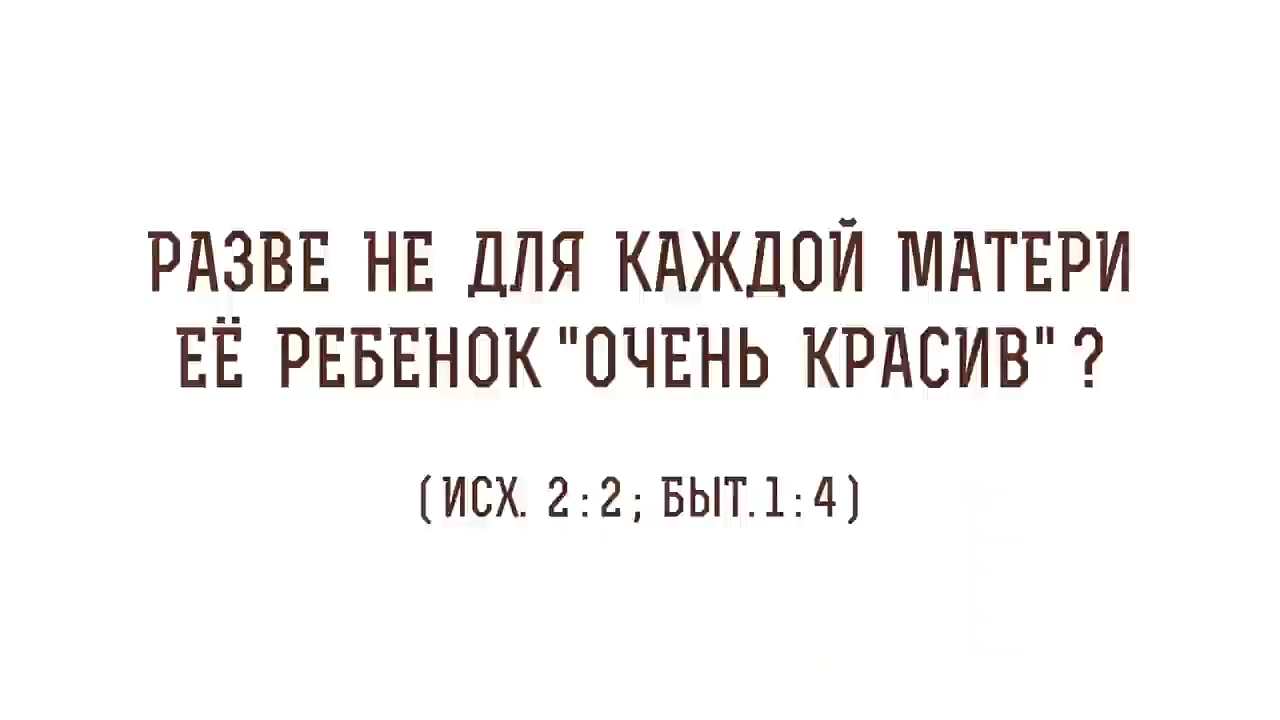 РАЗВЕ НЕ ДЛЯ КАЖДОЙ МАТЕРИ
ЕЁ РЕБЕНОК "ОЧЕНЬ КРАСИВ" ?
(ИСХ. 2:2; БЫТ.1:4)